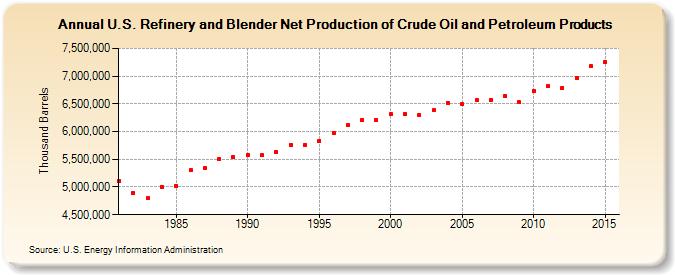 Annual U.S. Refinery and Blender Net Production of Crude Oil and Petroleum Products
Thousand Barrels
7,500,000
7,000,000
6,500,000
6,000,000
5,500,000
5,000,000
4,500,000
1985 1990 1995 2000 2005 2010 2015
Source: U.S. Energy Information Administration